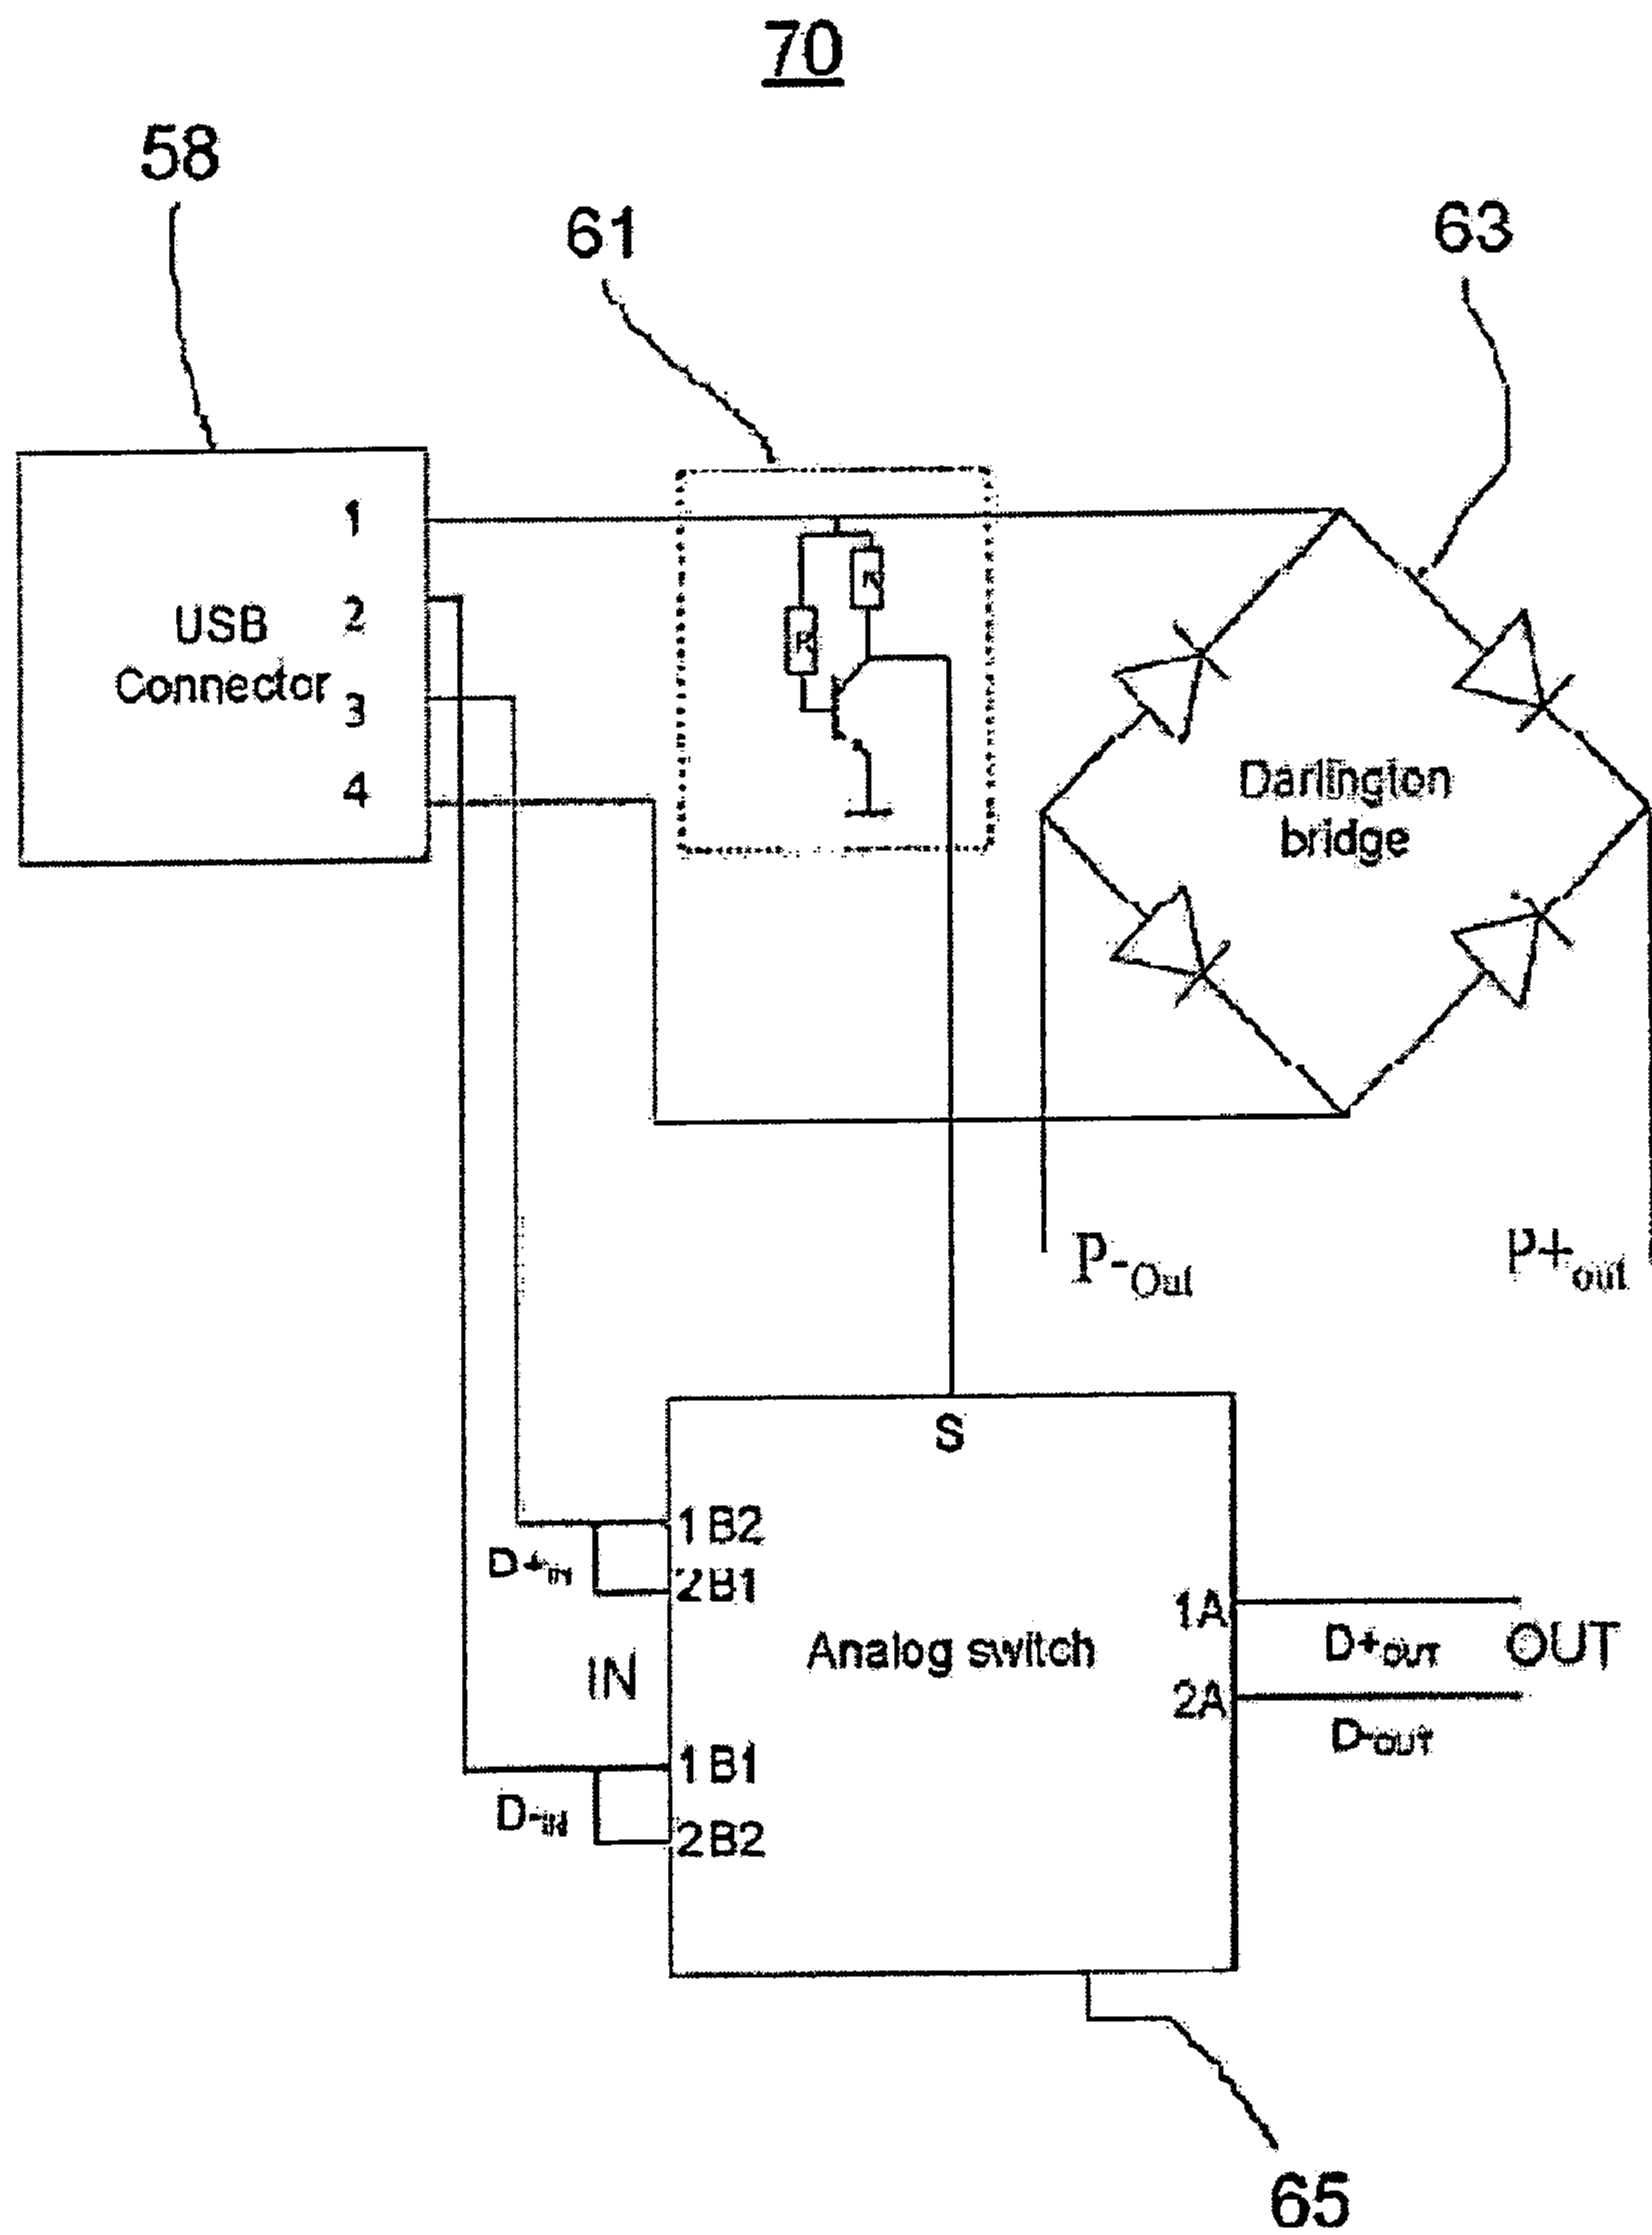 70
58
61
63
1
2
3
4
USB
Connector
R
R
Darlington
bridge
P-Out
P+out
S
1B2
2B1
D+IN
IN
1B1
2B2
D-IN
Analog switch
1A
2A
D+OUT
OUT
D-OUT
65